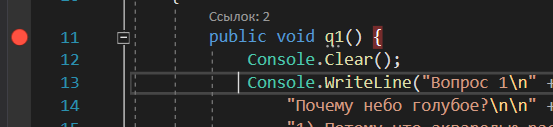 Ссылок: 2
11 public void q1() {
12 Console.Clear();
13 Console.WriteLine("Вопрос 1\n" +
14 "Почему небо голубое?\n\n" +